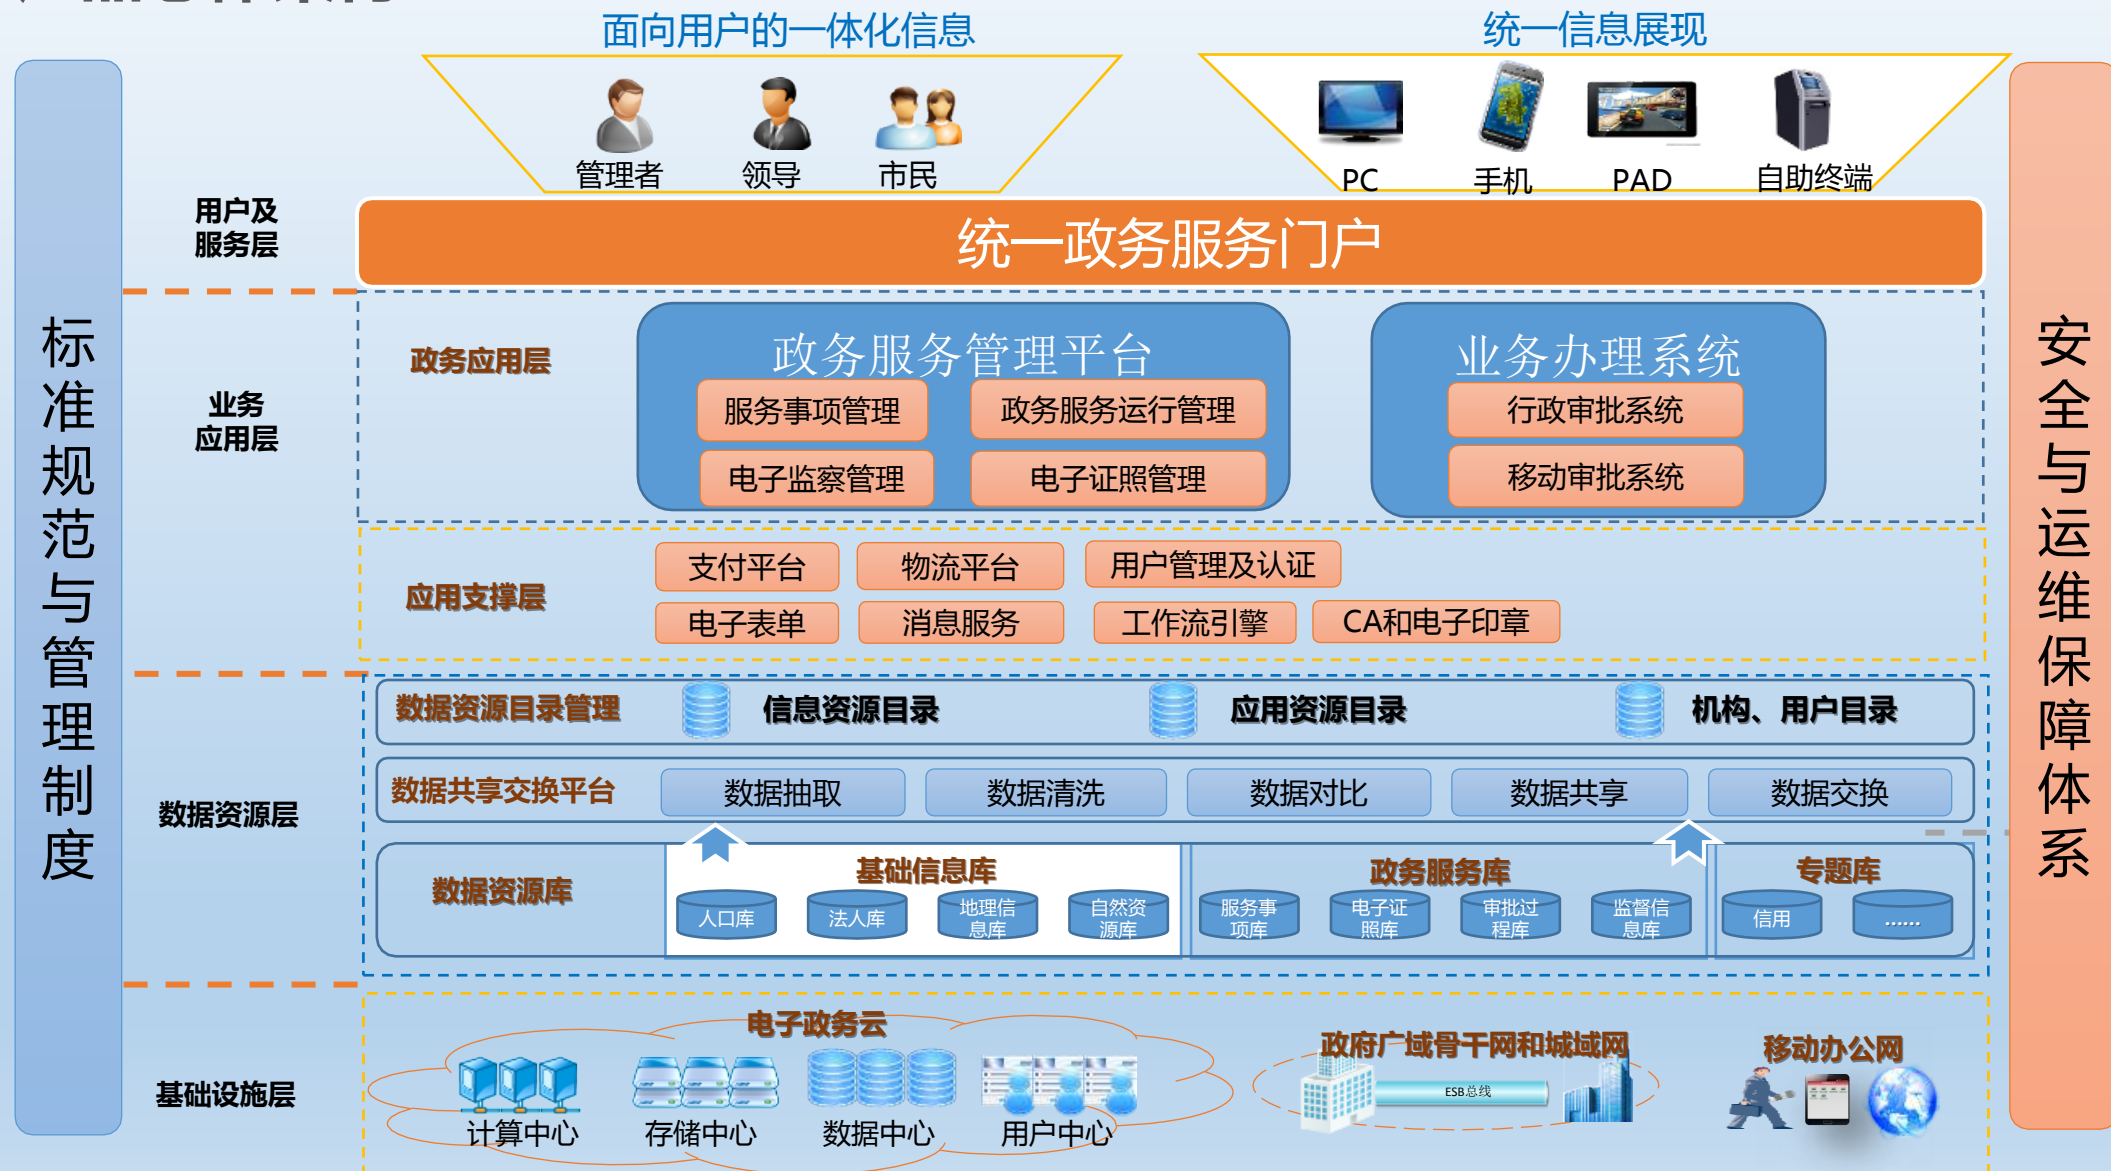 面向用户的一体化信息
统一信息展现
管理者
领导
市民
PC
手机
PAD
自助终端
用户及
服务层
统一政务服务门户
标准规范与管理制度
安全与运维保障体系
业务
应用层
政务应用层
政务服务管理平台
服务事项管理
政务服务运行管理
电子监察管理
电子证照管理
业务办理系统
行政审批系统
移动审批系统
应用支撑层
支付平台
物流平台
用户管理及认证
电子表单
消息服务
工作流引擎
CA和电子印章
数据资源层
数据资源目录管理
信息资源目录
应用资源目录
机构、用户目录
数据共享交换平台
数据抽取
数据清洗
数据对比
数据共享
数据交换
数据资源库
基础信息库
人口库
法人库
地理信
息库
自然资
源库
政务服务库
服务事
项库
电子证
照库
审批过
程库
监督信
息库
专题库
信用
......
基础设施层
电子政务云
计算中心
存储中心
数据中心
用户中心
政府广域骨干网和城域网
ESB总线
移动办公网